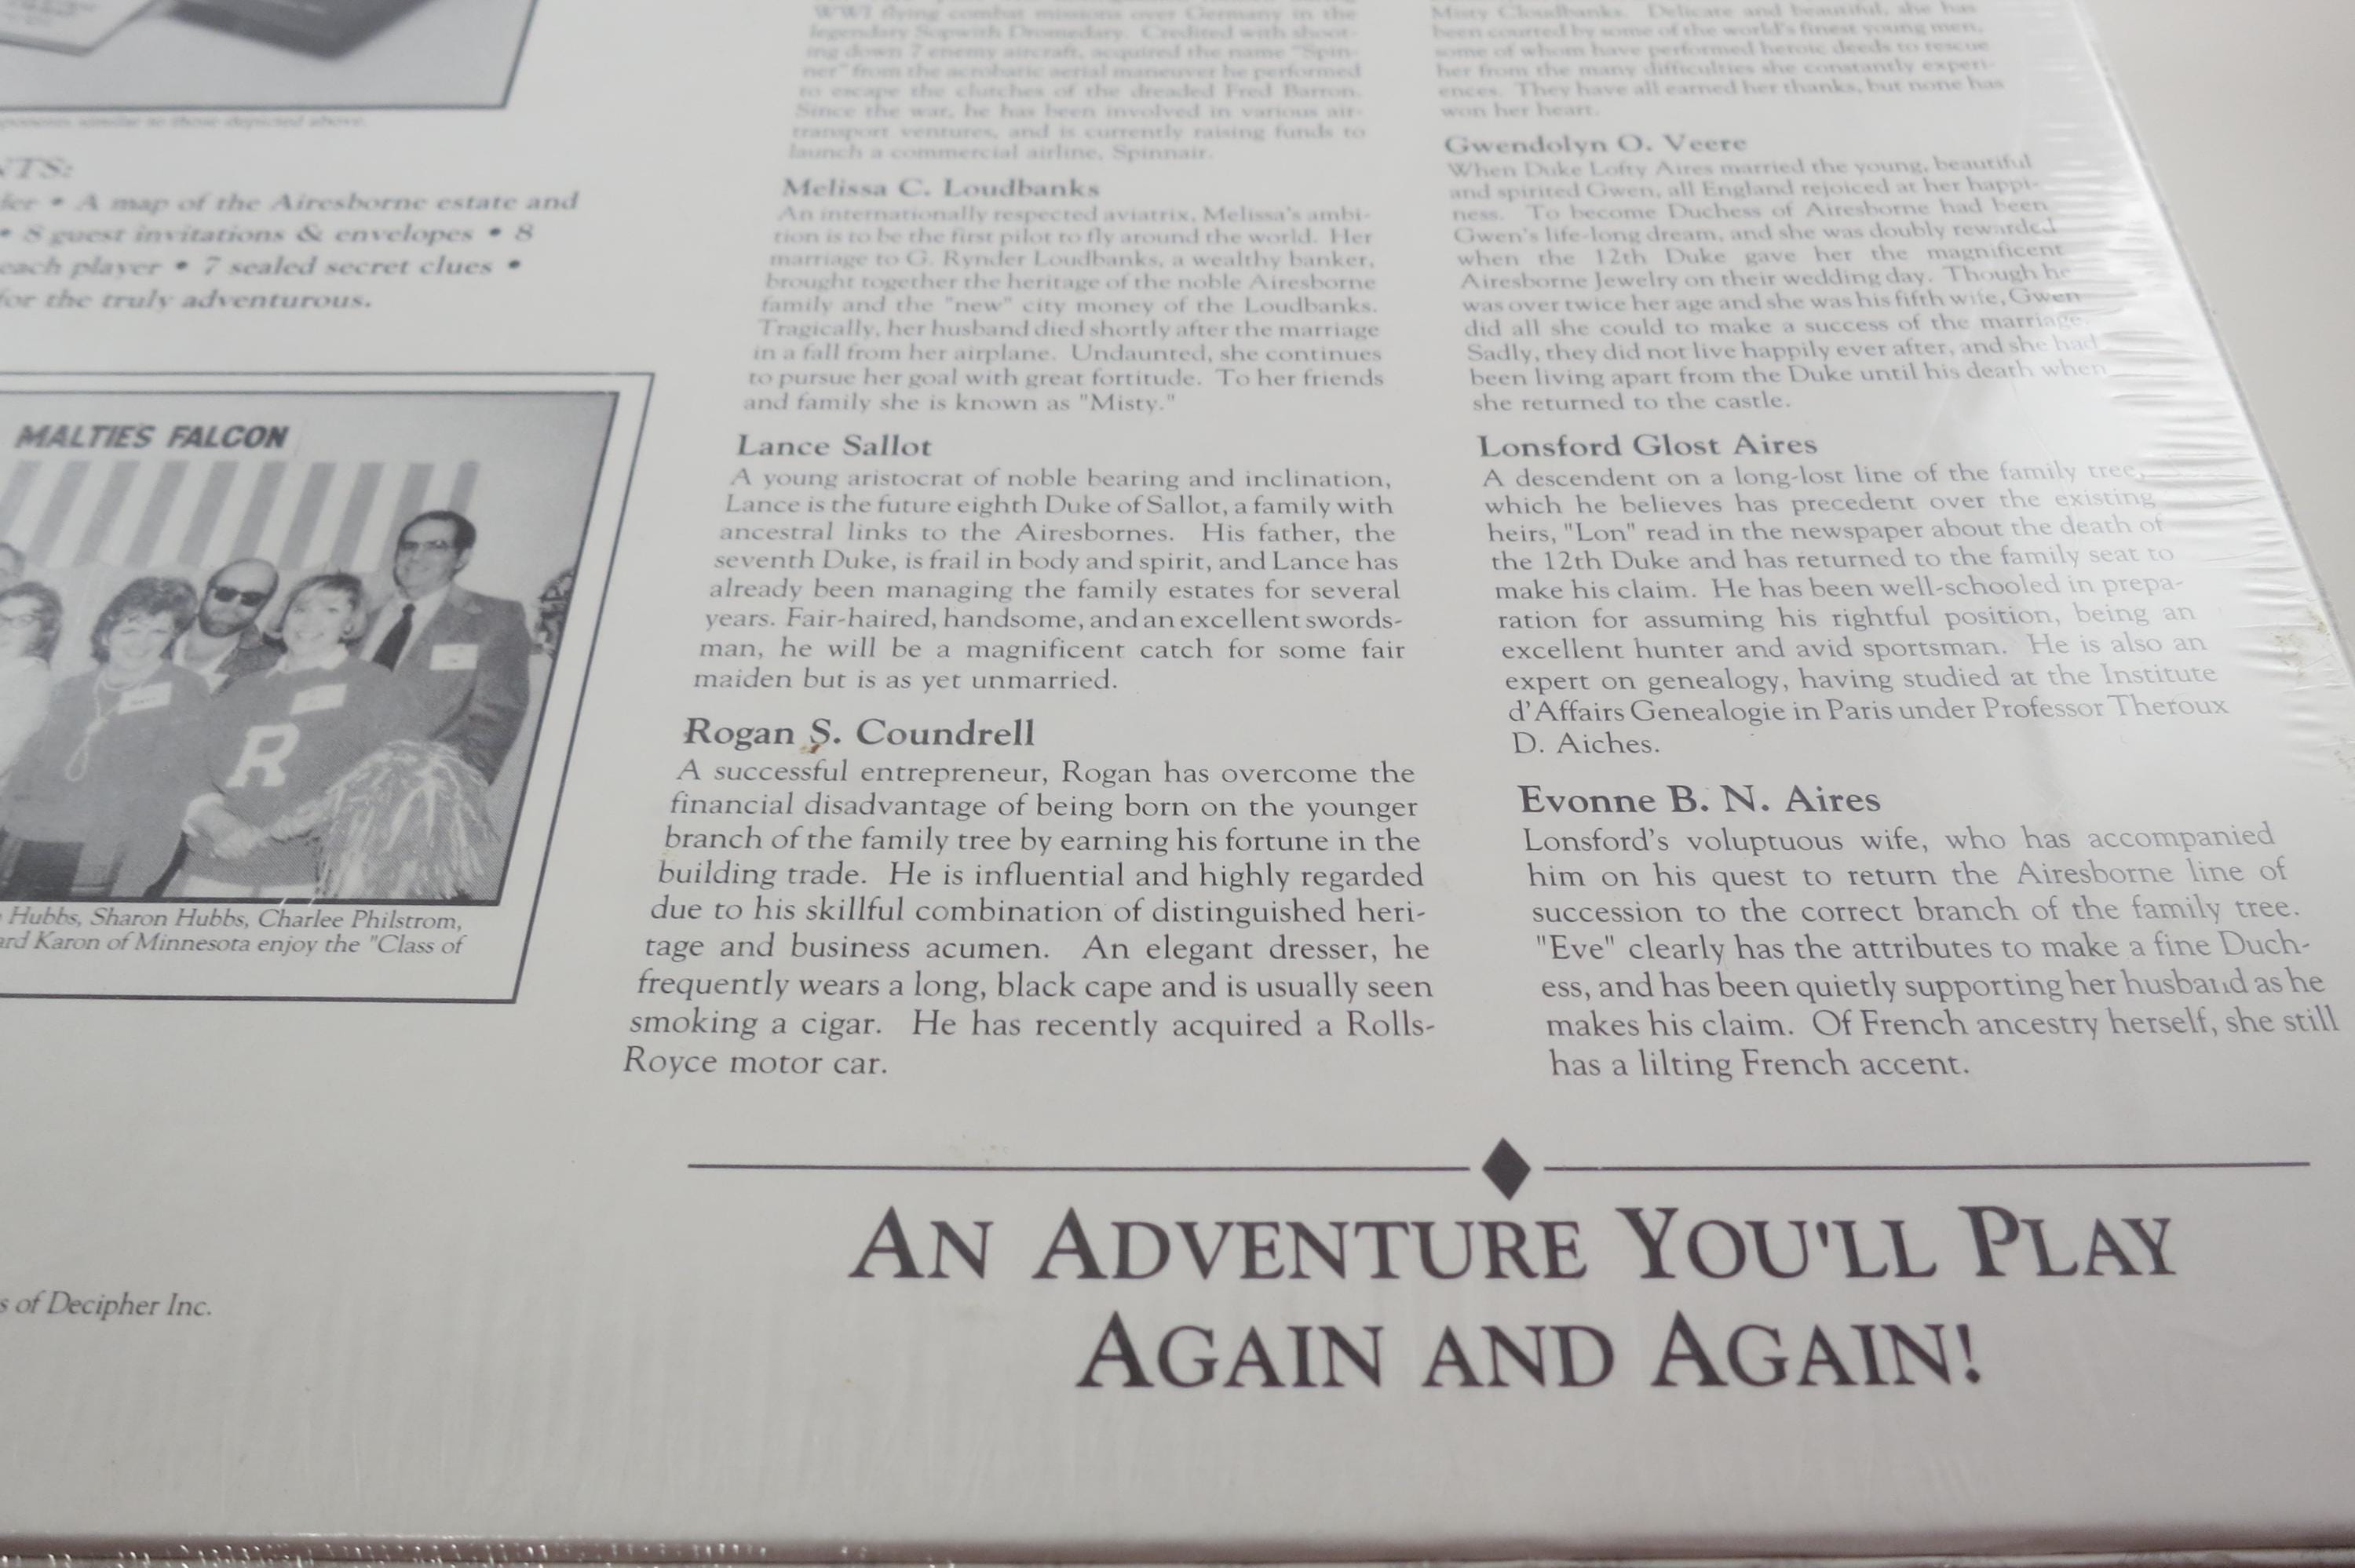 WWI flying combat missions over Germany in the
legendary Sopwith Dromedary. Credited with shoot-
ing down 7 enemy aircraft, acquired the name "Spin-
ner" from the acrobatic aerial maneuver he performed
to escape the clutches of the dreaded Fred Barron.
Since the war, he has been involved in various air-
transport ventures, and is currently raising funds to
launch a commercial airline, Spinnair.
Melissa C. Loudbanks
An internationally respected aviatrix, Melissa's ambi-
tion is to be the first pilot to fly around the world. Her
marriage to G. Rynder Loudbanks, a wealthy banker,
brought together the heritage of the noble Airesborne
family and the "new" city money of the Loudbanks.
Tragically, her husband died shortly after the marriage
in a fall from her airplane. Undaunted, she continues
to pursue her goal with great fortitude. To her friends
and family she is known as "Misty."
Lance Sallot
A young aristocrat of noble bearing and inclination,
Lance is the future eighth Duke of Sallot, a family with
ancestral links to the Airesbornes. His father, the
seventh Duke, is frail in body and spirit, and Lance has
already been managing the family estates for several
years. Fair-haired, handsome, and an excellent swords-
man, he will be a magnificent catch for some fair
maiden but is as yet unmarried.
Rogan S. Coundrell
A successful entrepreneur, Rogan has overcome the
financial disadvantage of being born on the younger
branch of the family tree by earning his fortune in the
building trade. He is influential and highly regarded
due to his skillful combination of distinguished heri-
tage and business acumen. An elegant dresser, he
frequently wears a long, black cape and is usually seen
smoking a cigar. He has recently acquired a Rolls-
Royce motor car.
Misty Cloudbanks. Delicate and beautiful, she has
been courted by some of the world's finest young men,
some of whom have performed heroic deeds to rescue
her from the many difficulties she constantly experi-
ences. They have all earned her thanks, but none has
won her heart.
Gwendolyn O. Veere
When Duke Lofty Aires married the young, beautiful
and spirited Gwen, all England rejoiced at her happi-
ness. To become Duchess of Airesborne had been
Gwen's life-long dream, and she was doubly rewarded
when the 12th Duke gave her the magnificent
Airesborne Jewelry on their wedding day. Though he
was over twice her age and she was his fifth wife, Gwen
did all she could to make a success of the marriage.
Sadly, they did not live happily ever after, and she had
been living apart from the Duke until his death when
she returned to the castle.
Lonsford Glost Aires
A descendent on a long-lost line of the family tree,
which he believes has precedent over the existing
heirs, "Lon" read in the newspaper about the death of
the 12th Duke and has returned to the family seat to
make his claim. He has been well-schooled in prepa-
ration for assuming his rightful position, being an
excellent hunter and avid sportsman. He is also an
expert on genealogy, having studied at the Institute
d'Affairs Genealogie in Paris under Professor Theroux
D. Aiches.
Evonne B. N. Aires
Lonsford's voluptuous wife, who has accompanied
him on his quest to return the Airesborne line of
succession to the correct branch of the family tree.
"Eve" clearly has the attributes to make a fine Duch-
ess, and has been quietly supporting her husband as he
makes his claim. Of French ancestry herself, she still
has a lilting French accent.
similar to those depicted above.
NTS:
• A map of the Airesborne estate and
• 8 guest invitations & envelopes • 8
each player • 7 sealed secret clues •
for the truly adventurous.
MALTIES FALCON
R
Hubbs, Sharon Hubbs, Charlee Philstrom,
ard Karon of Minnesota enjoy the "Class of
s of Decipher Inc.
AN ADVENTURE YOU'LL PLAY
AGAIN AND AGAIN!